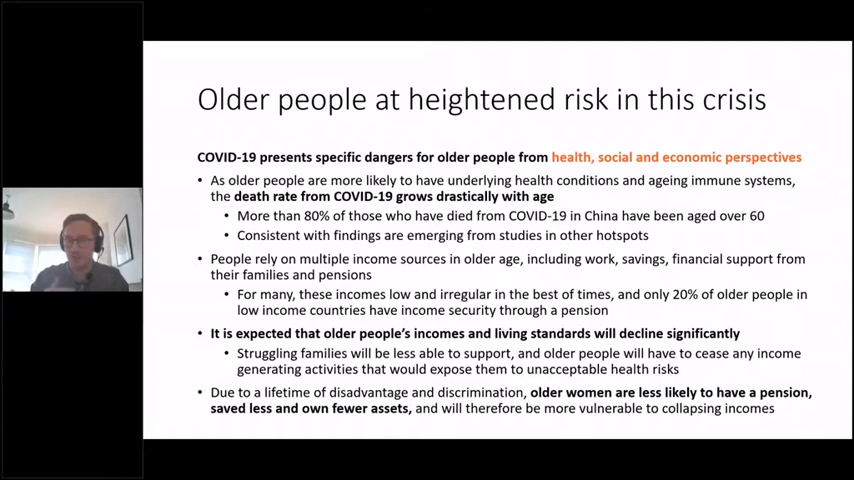 Older people at heightened risk in this crisis
COVID-19 presents specific dangers for older people from health, social and economic perspectives
• As older people are more likely to have underlying health conditions and ageing immune systems,
the death rate from COVID-19 grows drastically with age
• More than 80% of those who have died from COVID-19 in China have been aged over 60
• Consistent with findings are emerging from studies in other hotspots
• People rely on multiple income sources in older age, including work, savings, financial support from
their families and pensions
• For many, these incomes low and irregular in the best of times, and only 20% of older people in
low income countries have income security through a pension
• It is expected that older people's incomes and living standards will decline significantly
• Struggling families will be less able to support, and older people will have to cease any income
generating activities that would expose them to unacceptable health risks
• Due to a lifetime of disadvantage and discrimination, older women are less likely to have a pension,
saved less and own fewer assets, and will therefore be more vulnerable to collapsing incomes